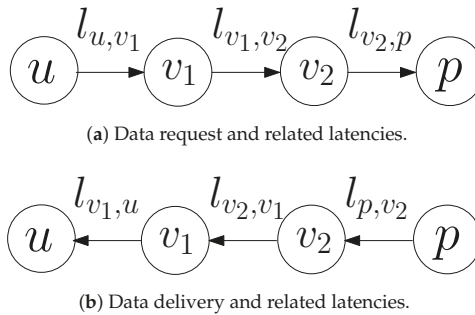 l_{u,v_1} l_{v_1,v_2} l_{v_2,p}
u v_1 v_2 p
(a) Data request and related latencies.
l_{v_1,u} l_{v_2,v_1} l_{p,v_2}
u v_1 v_2 p
(b) Data delivery and related latencies.